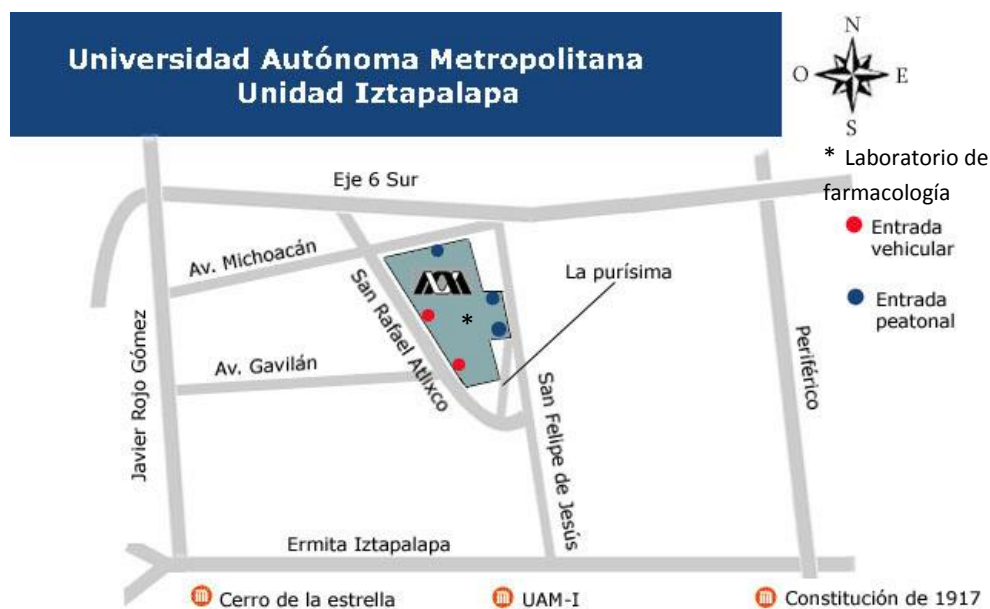 Universidad Autónoma Metropolitana
Unidad Iztapalapa
N
O
E
S
* Laboratorio de
farmacología
Entrada
vehicular
Entrada
peatonal
Eje 6 Sur
Av. Michoacán
La purísima
San Rafael Atlixco
*
Av. Gavilán
Javier Rojo Gómez
San Felipe de Jesús
Periférico
Ermita Iztapalapa
Cerro de la estrella
UAM-I
Constitución de 1917